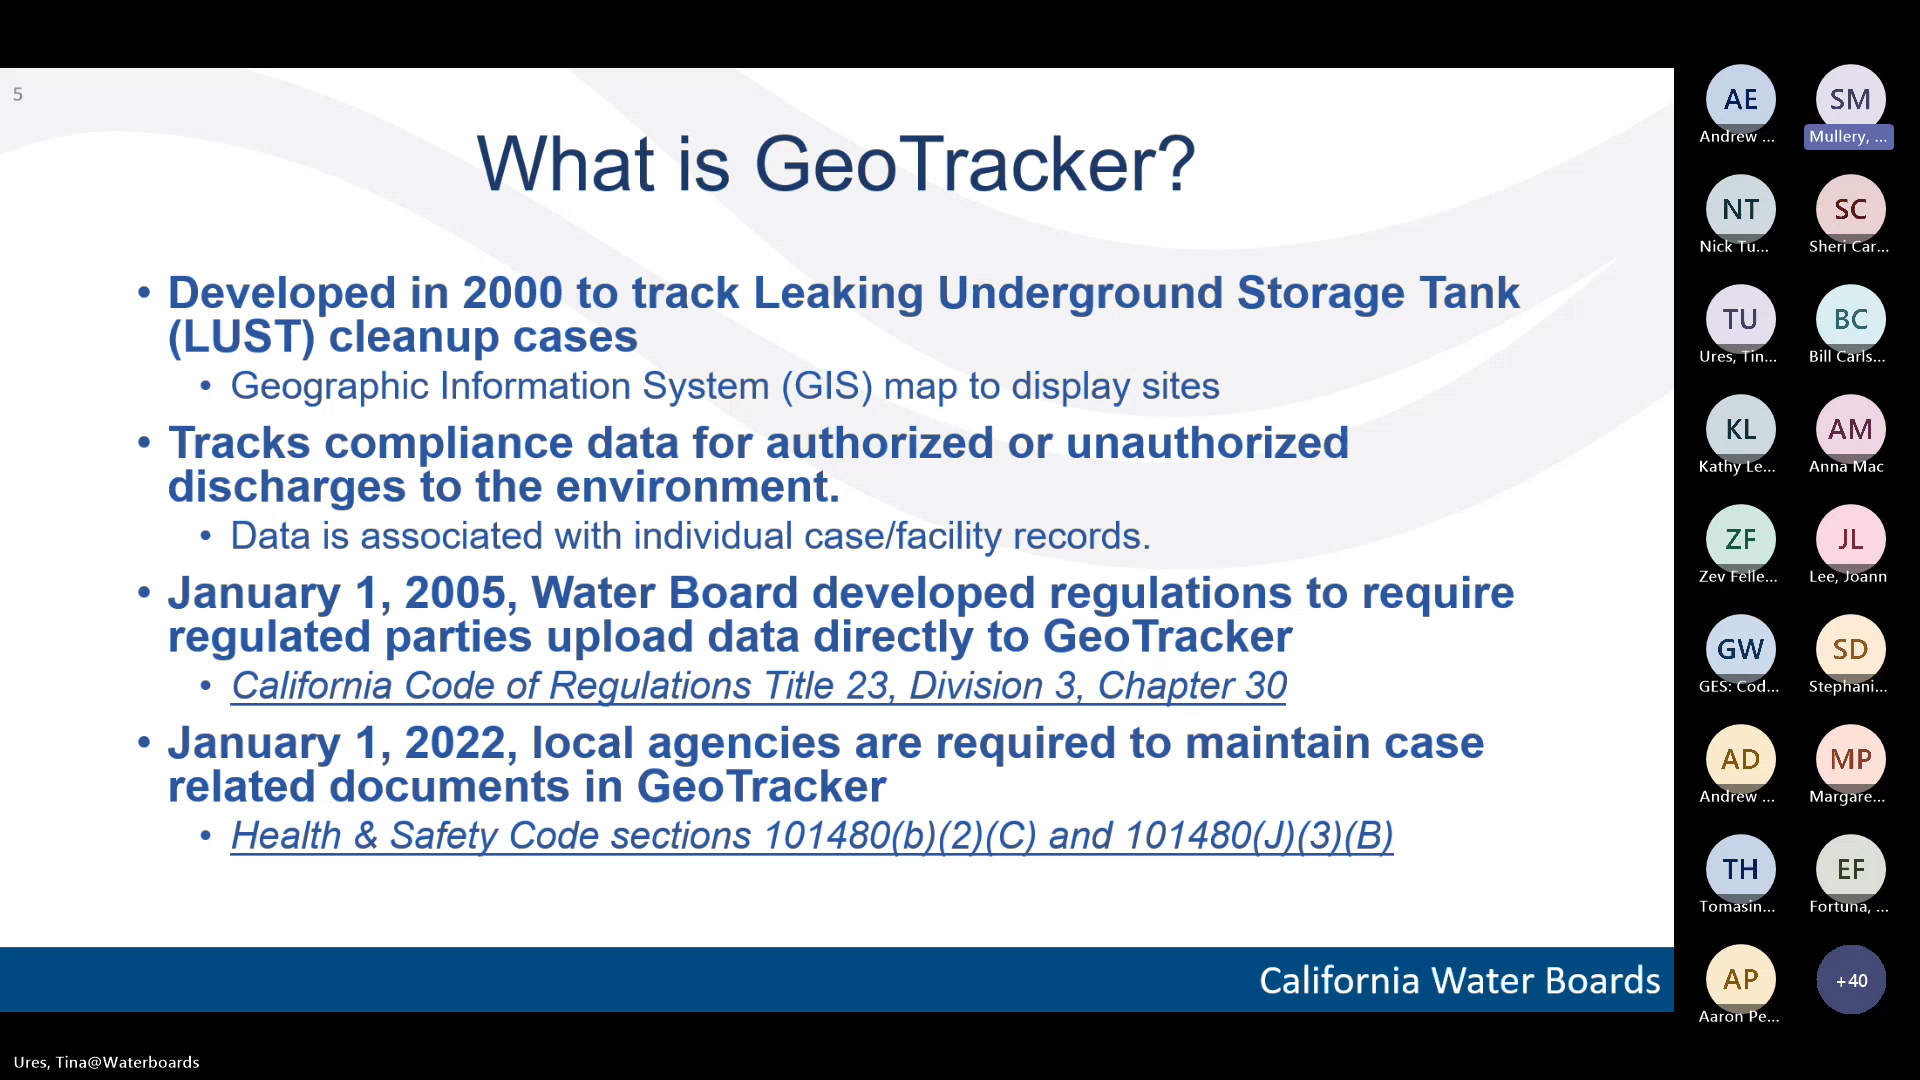 5
What is GeoTracker?
• Developed in 2000 to track Leaking Underground Storage Tank
(LUST) cleanup cases
• Geographic Information System (GIS) map to display sites
• Tracks compliance data for authorized or unauthorized
discharges to the environment.
• Data is associated with individual case/facility records.
• January 1, 2005, Water Board developed regulations to require
regulated parties upload data directly to GeoTracker
• California Code of Regulations Title 23, Division 3, Chapter 30
• January 1, 2022, local agencies are required to maintain case
related documents in GeoTracker
• Health & Safety Code sections 101480(b)(2)(C) and 101480(J)(3)(B)
California Water Boards
AE
Andrew ...
SM
Mullery, ...
NT
Nick Tu...
SC
Sheri Car...
TU
Ures, Tin...
BC
Bill Carls...
KL
Kathy Le...
AM
Anna Mac
ZF
Zev Felle...
JL
Lee, Joann
GW
GES: Cod...
SD
Stephani...
AD
Andrew ...
MP
Margare...
TH
Tomasin...
EF
Fortuna, ...
AP
Aaron Pe...
+40
Ures, Tina@Waterboards